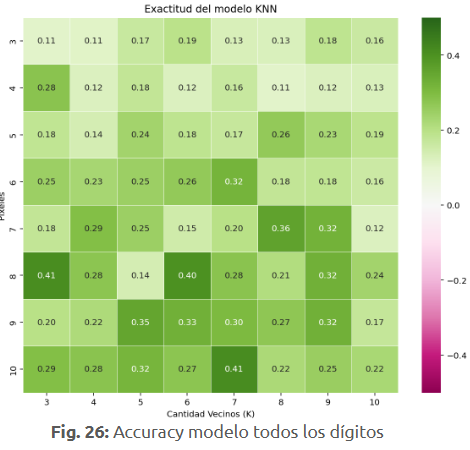 Exactitud del modelo KNN
3 0.11 0.11 0.17 0.19 0.13 0.13 0.18 0.16
4 0.28 0.12 0.18 0.12 0.16 0.11 0.12 0.13
5 0.18 0.14 0.24 0.18 0.17 0.26 0.23 0.19
6 0.25 0.23 0.25 0.26 0.32 0.18 0.18 0.16
7 0.18 0.29 0.25 0.15 0.20 0.36 0.32 0.12
8 0.41 0.28 0.14 0.40 0.28 0.21 0.32 0.24
9 0.20 0.22 0.35 0.33 0.30 0.27 0.32 0.17
10 0.29 0.28 0.32 0.27 0.41 0.22 0.25 0.22
Pixeles
3 4 5 6 7 8 9 10
Cantidad Vecinos (K)
0.4
0.2
0.0
−0.2
−0.4
Fig. 26: Accuracy modelo todos los dígitos